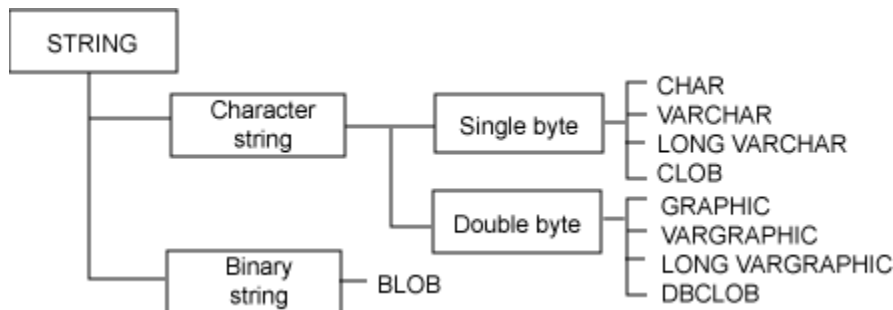 STRING
Character
string
Single byte
CHAR
VARCHAR
LONG VARCHAR
CLOB
Double byte
GRAPHIC
VARGRAPHIC
LONG VARGRAPHIC
DBCLOB
Binary
string
BLOB